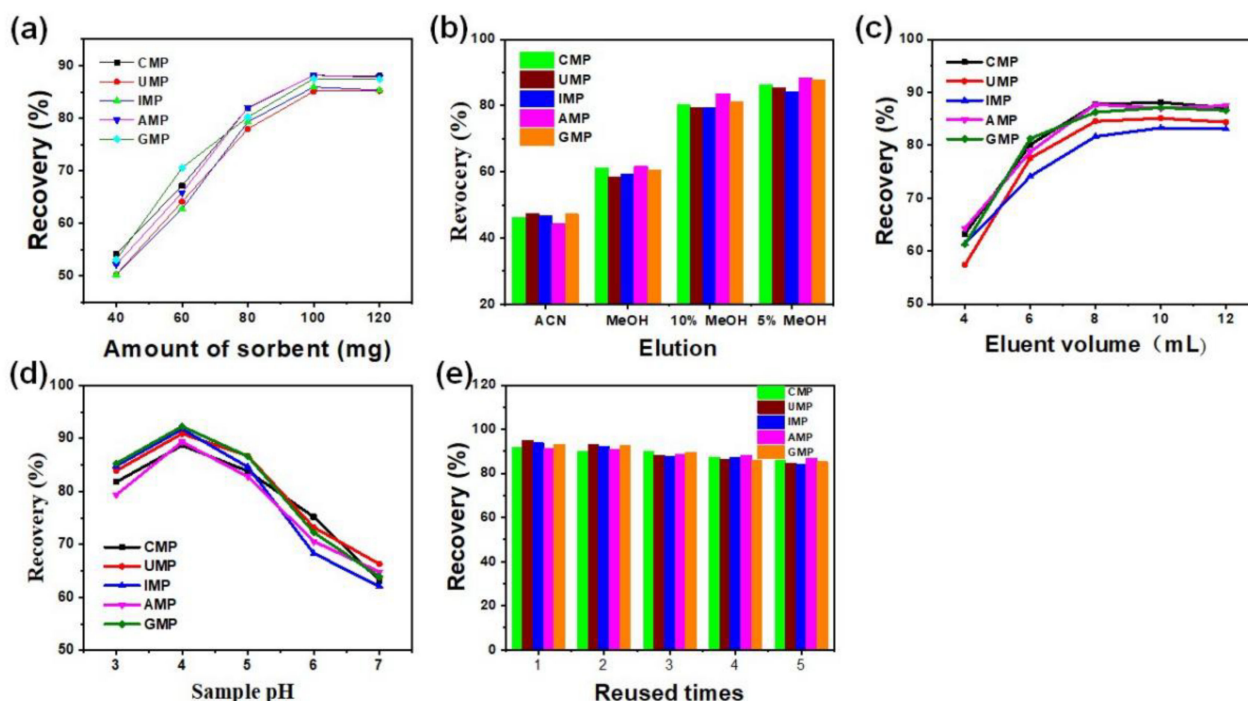 (a)
CMP
UMP
IMP
AMP
GMP
Recovery (%)
90
80
70
60
50
40 60 80 100 120
Amount of sorbent (mg)
(b)
CMP
UMP
IMP
AMP
GMP
Revocery (%)
100
80
60
40
20
ACN MeOH 10% MeOH 5% MeOH
Elution
(c)
CMP
UMP
IMP
AMP
GMP
Recovery (%)
100
90
80
70
60
50
4 6 8 10 12
Eluent volume（mL）
(d)
CMP
UMP
IMP
AMP
GMP
Recovery (%)
100
90
80
70
60
50
3 4 5 6 7
Sample pH
(e)
CMP
UMP
IMP
AMP
GMP
Recovery (%)
120
100
80
60
40
20
0
1 2 3 4 5
Reused times